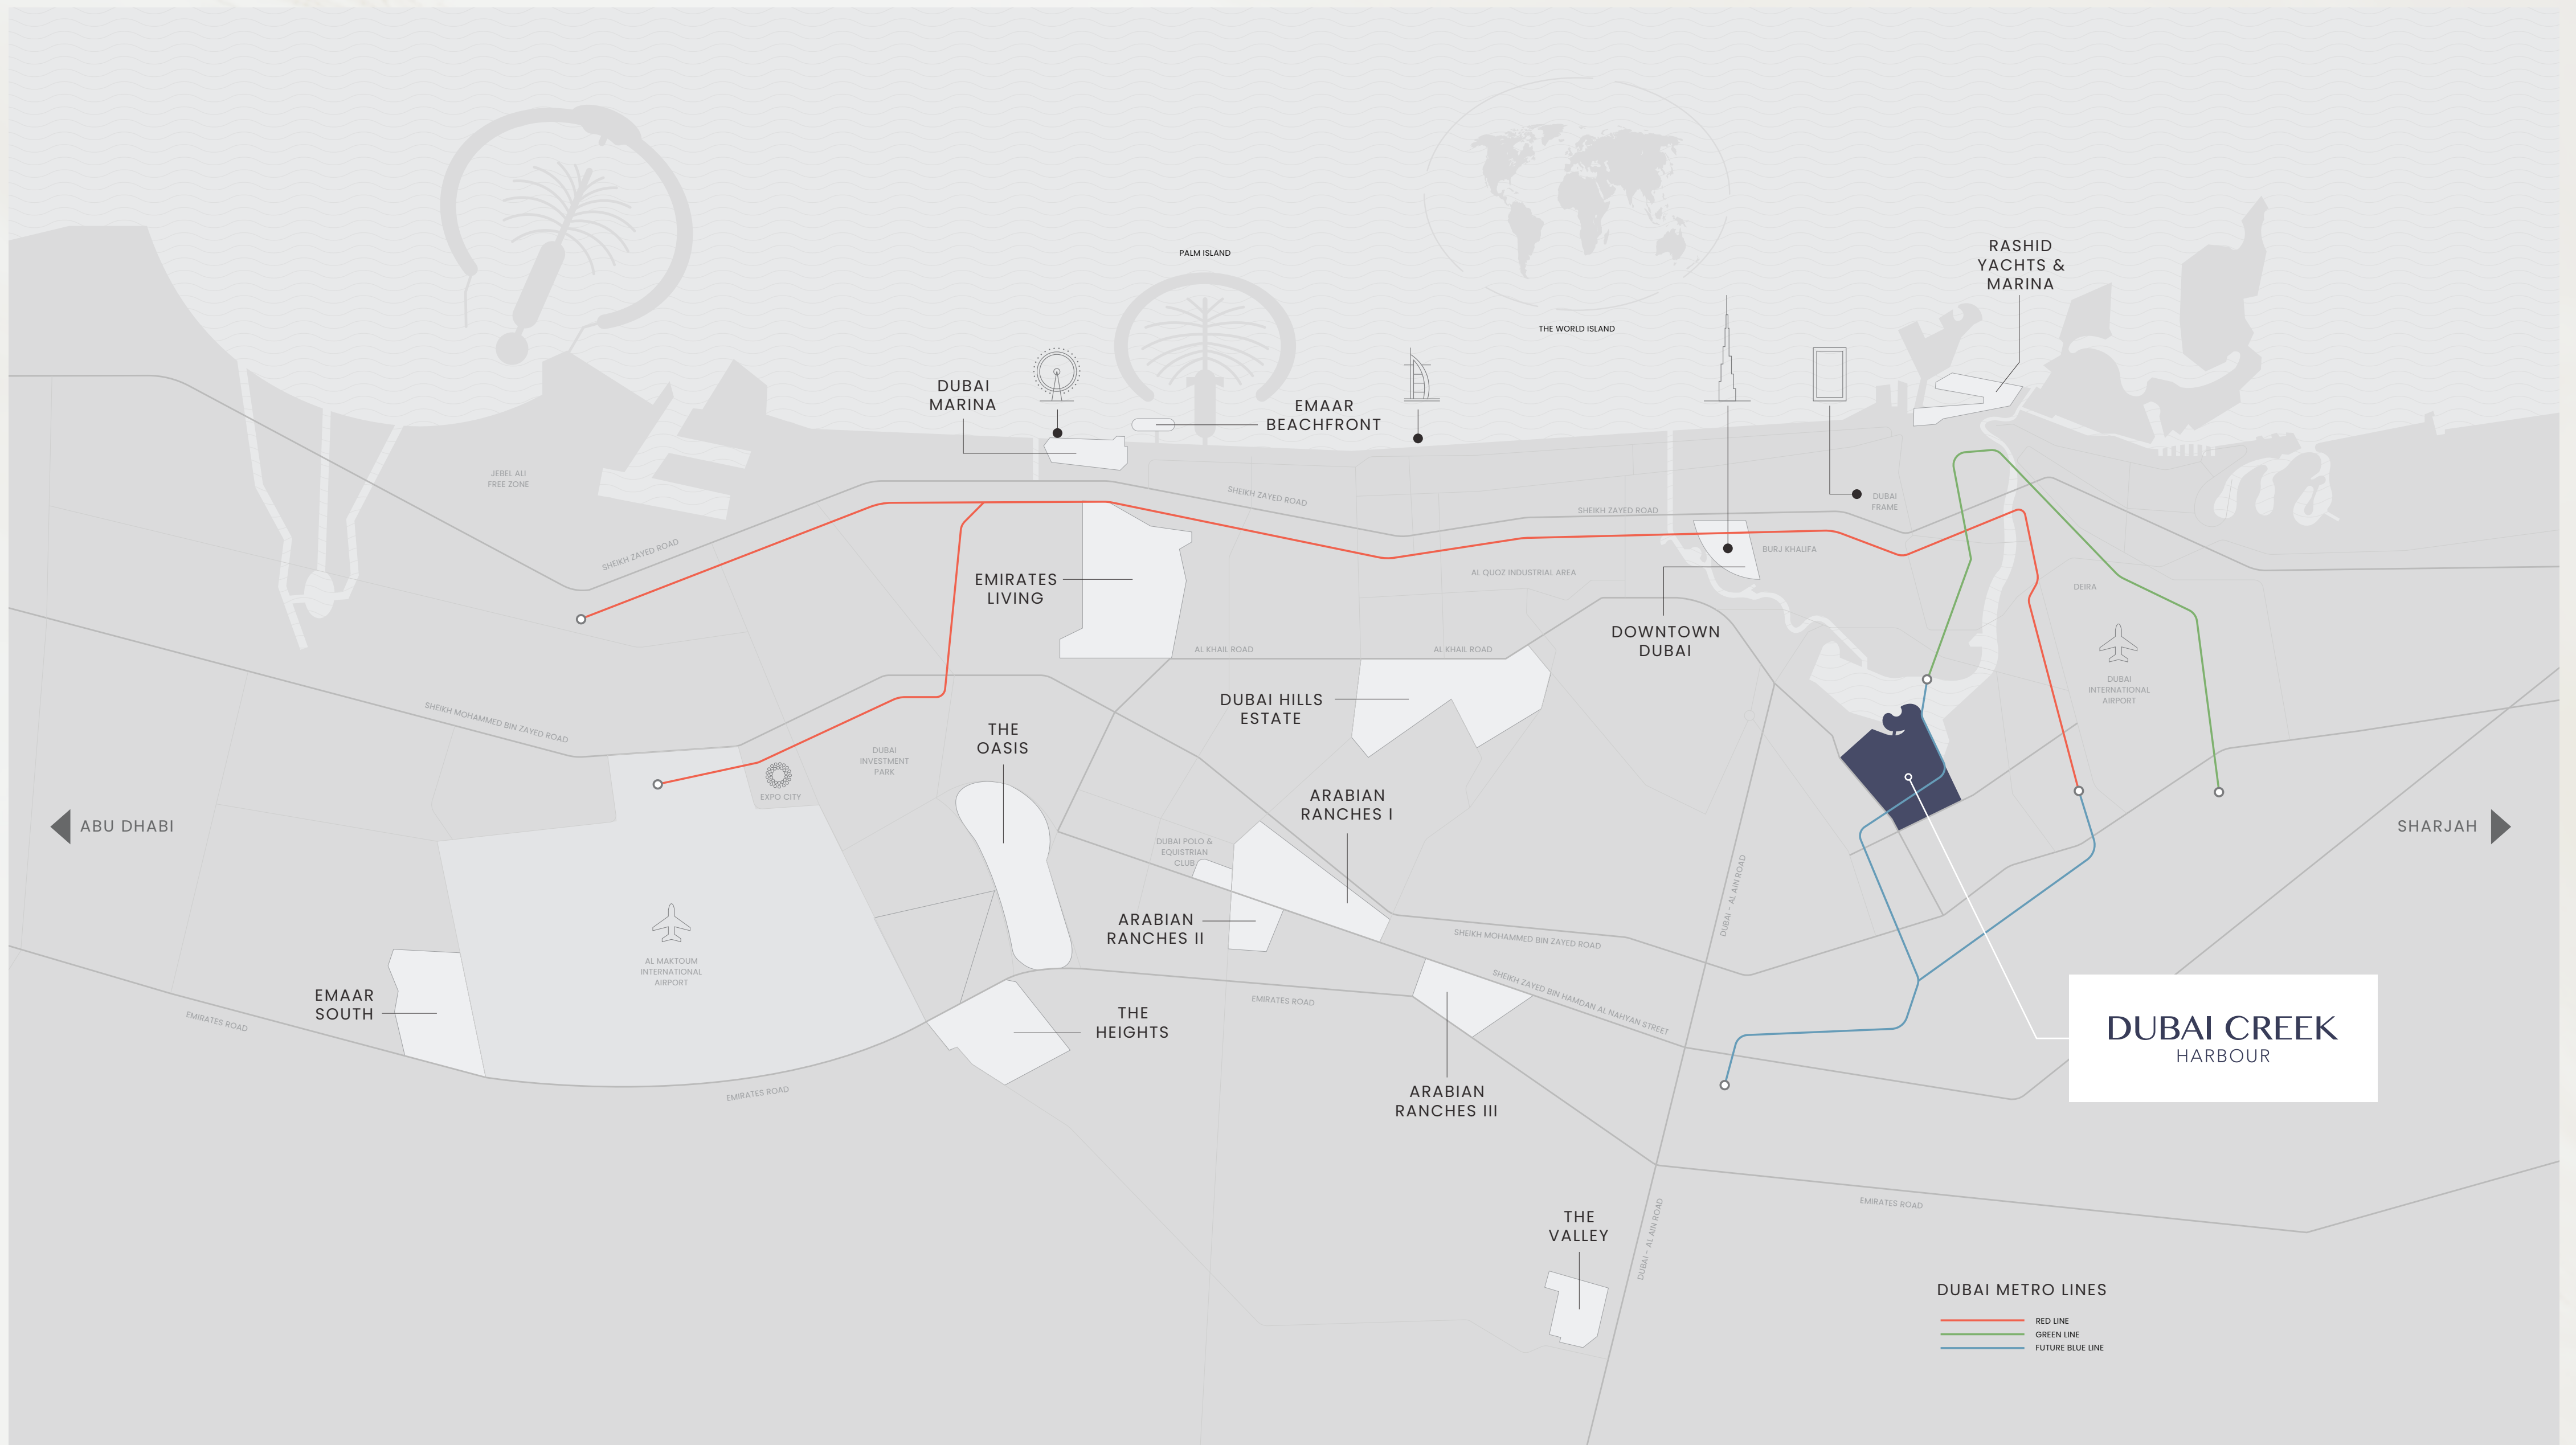 PALM ISLAND
THE WORLD ISLAND
RASHID
YACHTS &
MARINA
DUBAI
MARINA
EMAAR
BEACHFRONT
JEBEL ALI
FREE ZONE
SHEIKH ZAYED ROAD
SHEIKH ZAYED ROAD
SHEIKH ZAYED ROAD
DUBAI
FRAME
BURJ KHALIFA
AL QUOZ INDUSTRIAL AREA
EMIRATES
LIVING
DEIRA
DOWNTOWN
DUBAI
AL KHAIL ROAD
AL KHAIL ROAD
DUBAI
INTERNATIONAL
AIRPORT
DUBAI HILLS
ESTATE
SHEIKH MOHAMMED BIN ZAYED ROAD
THE
OASIS
DUBAI
INVESTMENT
PARK
EXPO CITY
ARABIAN
RANCHES I
ABU DHABI
SHARJAH
DUBAI POLO &
EQUESTRIAN
CLUB
DUBAI - AL AIN ROAD
ARABIAN
RANCHES II
SHEIKH MOHAMMED BIN ZAYED ROAD
AL MAKTOUM
INTERNATIONAL
AIRPORT
EMAAR
SOUTH
EMIRATES ROAD
EMIRATES ROAD
SHEIKH ZAYED BIN HAMDAN AL NAHYAN STREET
THE
HEIGHTS
DUBAI CREEK
HARBOUR
EMIRATES ROAD
ARABIAN
RANCHES III
EMIRATES ROAD
THE
VALLEY
DUBAI - AL AIN ROAD
DUBAI METRO LINES
RED LINE
GREEN LINE
FUTURE BLUE LINE